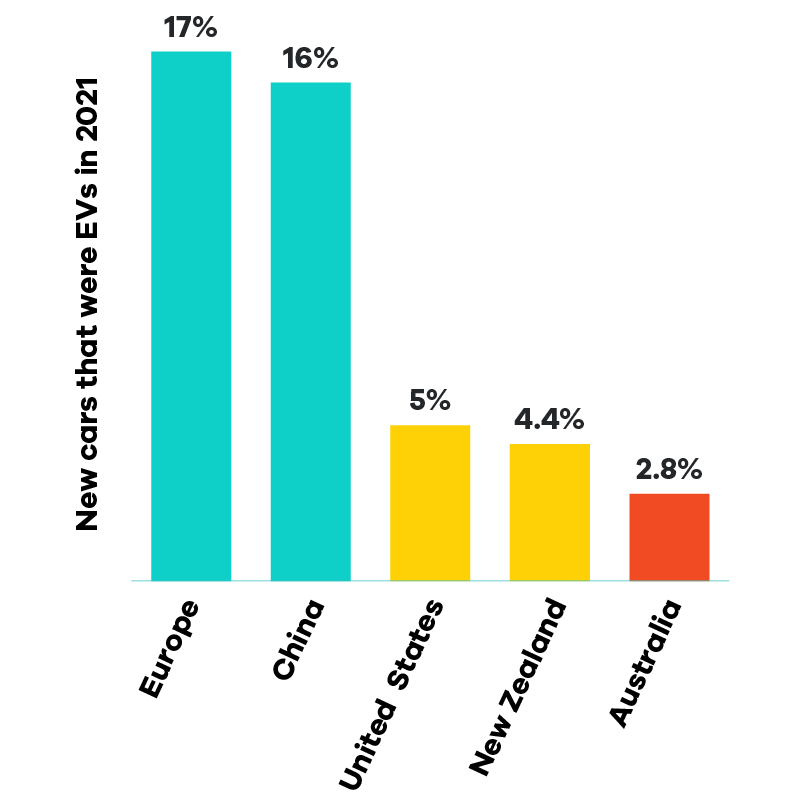 New cars that were EVs in 2021
17%
16%
5%
4.4%
2.8%
Europe
China
United States
New Zealand
Australia